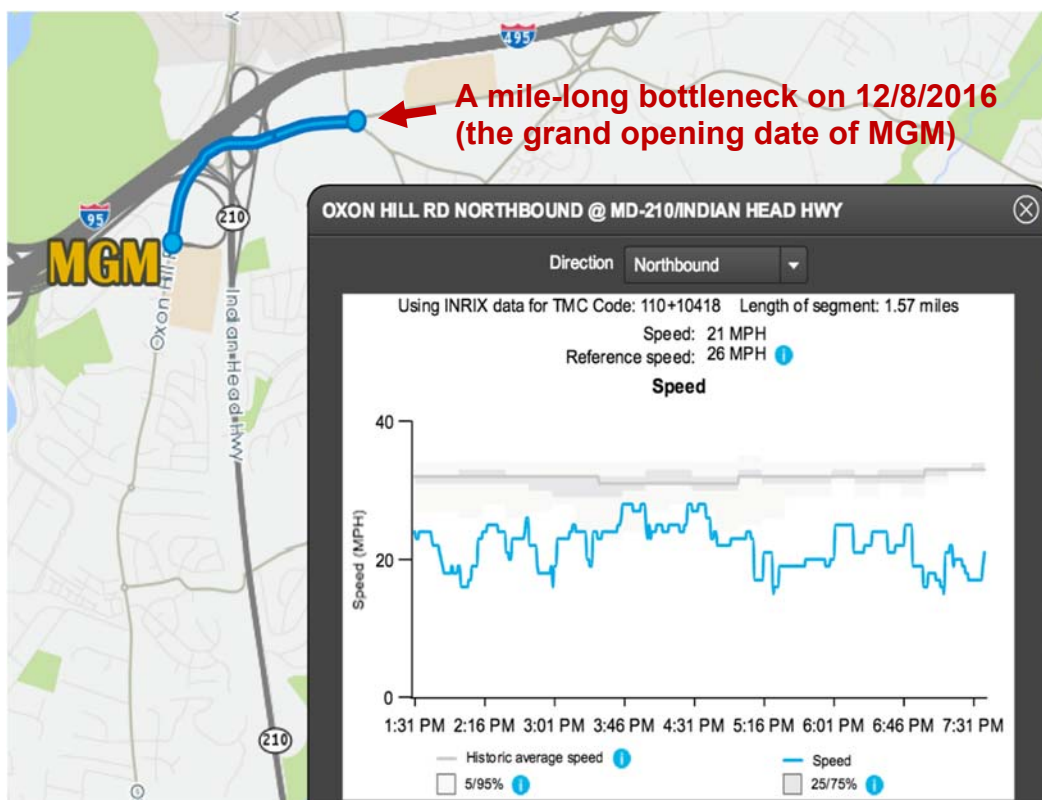 495
A mile-long bottleneck on 12/8/2016
(the grand opening date of MGM)
95
210
MGM
Oxon Hill R
Indian Head Hwy
OXON HILL RD NORTHBOUND @ MD-210/INDIAN HEAD HWY
Direction Northbound
Using INRIX data for TMC Code: 110+10418 Length of segment: 1.57 miles
Speed: 21 MPH
Reference speed: 26 MPH i
Speed
40
20
0
Speed (MPH)
1:31 PM 2:16 PM 3:01 PM 3:46 PM 4:31 PM 5:16 PM 6:01 PM 6:46 PM 7:31 PM
Historic average speed i Speed
5/95% i 25/75% i
210